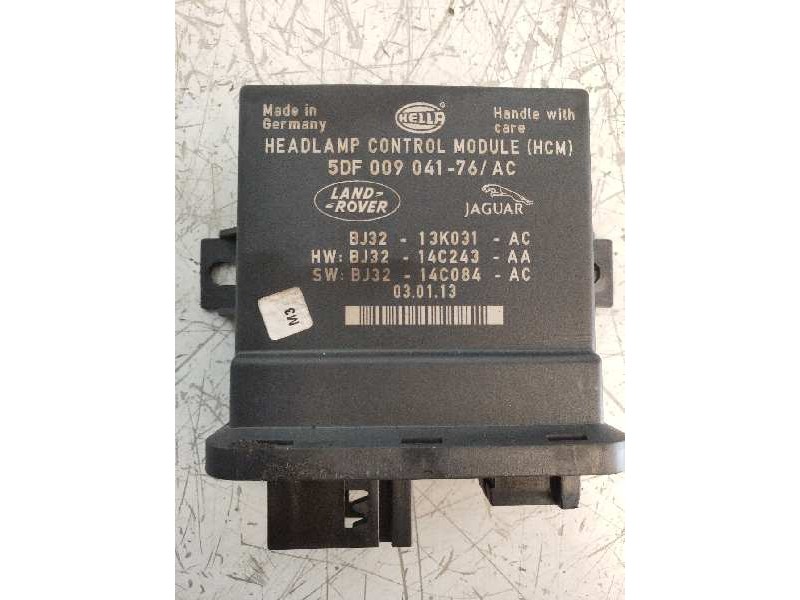 Made in
Germany
HELLA
®
Handle with
care
HEADLAMP CONTROL MODULE (HCM)
5DF 009 041-76/AC
LAND-
-ROVER
JAGUAR
BJ32 - 13K031 - AC
HW: BJ32 - 14C243 - AA
SW: BJ32 - 14C084 - AC
03.01.13
M3